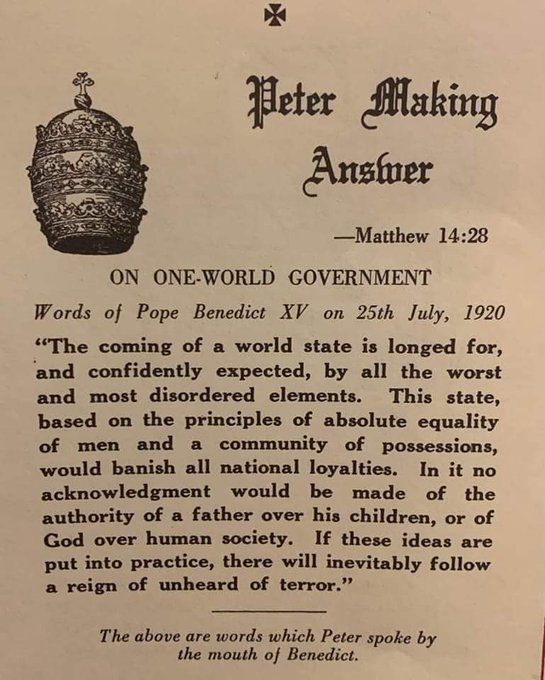 Peter Making
Answer
—Matthew 14:28
ON ONE-WORLD GOVERNMENT
Words of Pope Benedict XV on 25th July, 1920
“The coming of a world state is longed for,
and confidently expected, by all the worst
and most disordered elements. This state,
based on the principles of absolute equality
of men and a community of possessions,
would banish all national loyalties. In it no
acknowledgment would be made of the
authority of a father over his children, or of
God over human society. If these ideas are
put into practice, there will inevitably follow
a reign of unheard of terror.”
The above are words which Peter spoke by
the mouth of Benedict.